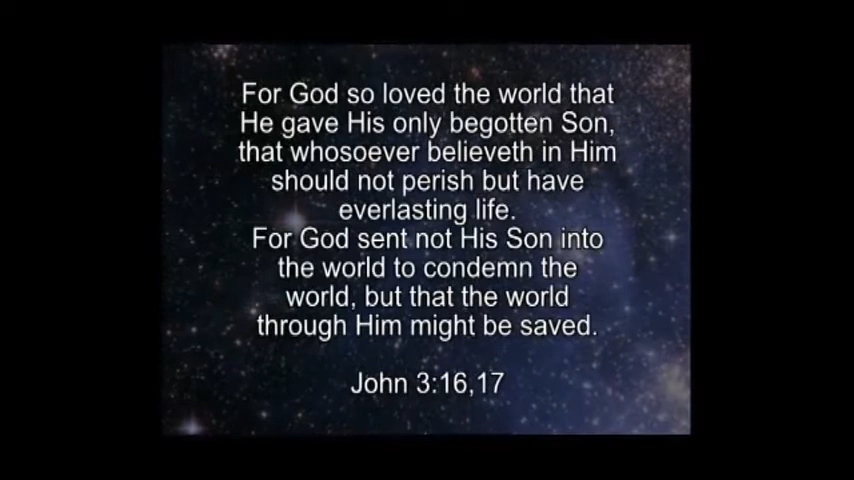 For God so loved the world that
He gave His only begotten Son,
that whosoever believeth in Him
should not perish but have
everlasting life.
For God sent not His Son into
the world to condemn the
world, but that the world
through Him might be saved.
John 3:16,17